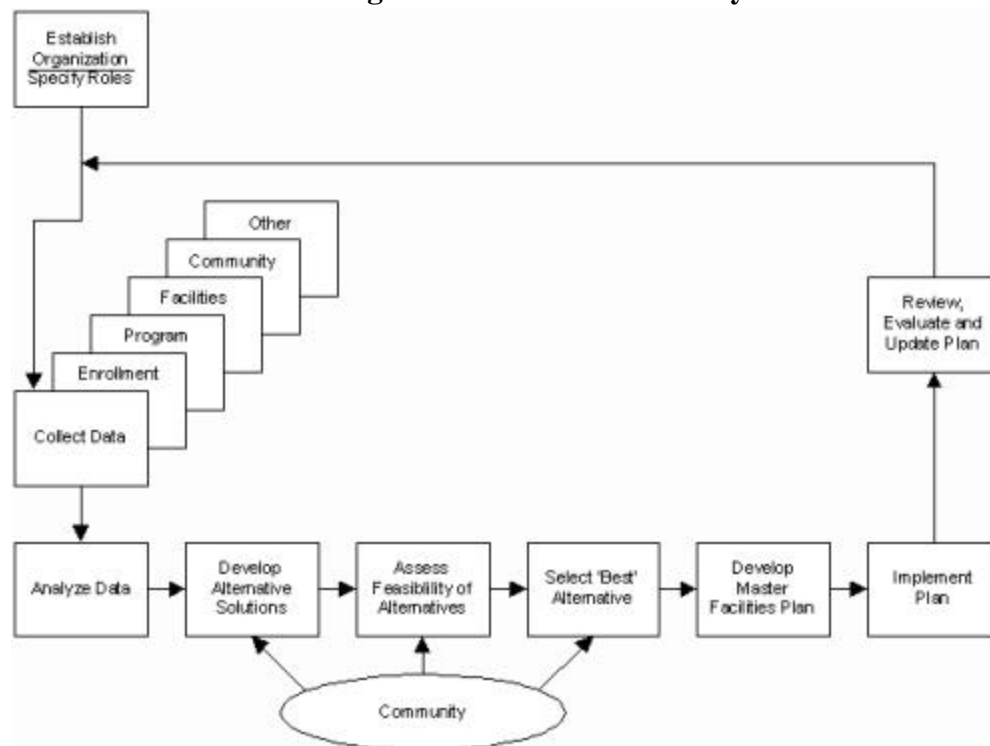 Establish
Organization
Specify Roles
Other
Community
Facilities
Program
Enrollment
Collect Data
Review,
Evaluate and
Update Plan
Analyze Data
Develop
Alternative
Solutions
Assess
Feasibility of
Alternatives
Select 'Best'
Alternative
Develop
Master
Facilities Plan
Implement
Plan
Community